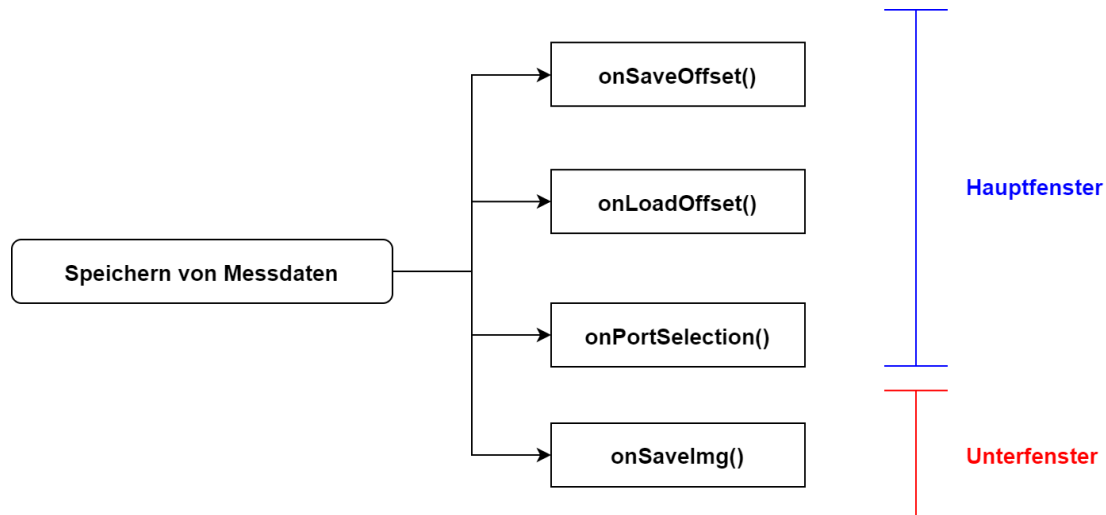 onSaveOffset()
onLoadOffset()
Hauptfenster
Speichern von Messdaten
onPortSelection()
onSaveImg()
Unterfenster